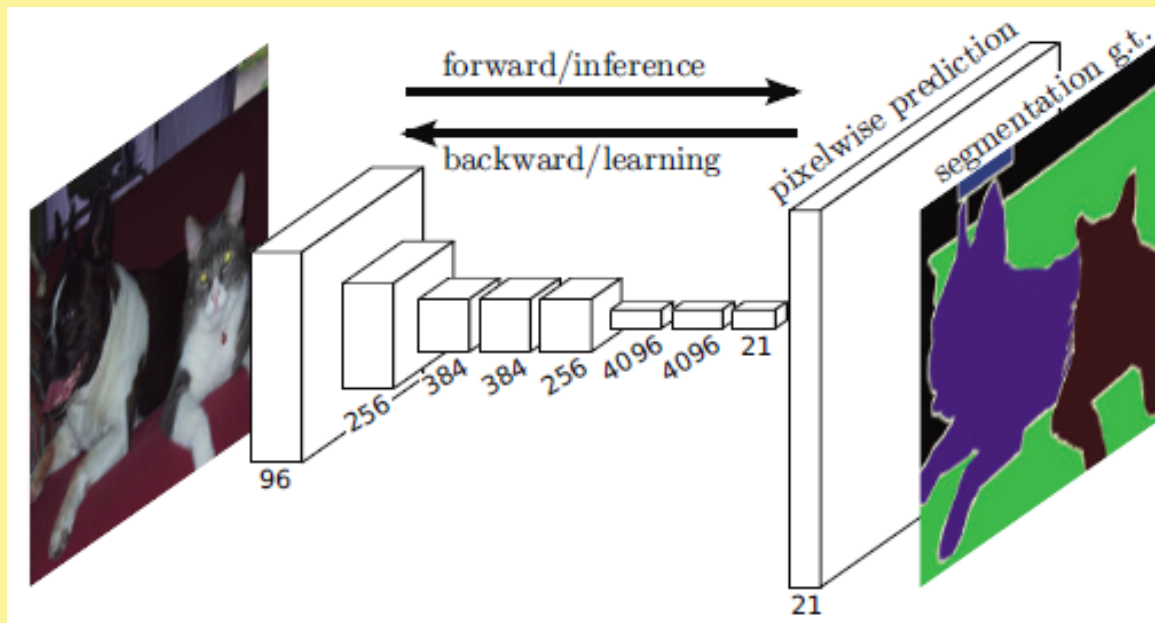 forward/inference
backward/learning
pixelwise prediction
segmentation g.t.
96
256
384
384
256
4096
4096
21
21